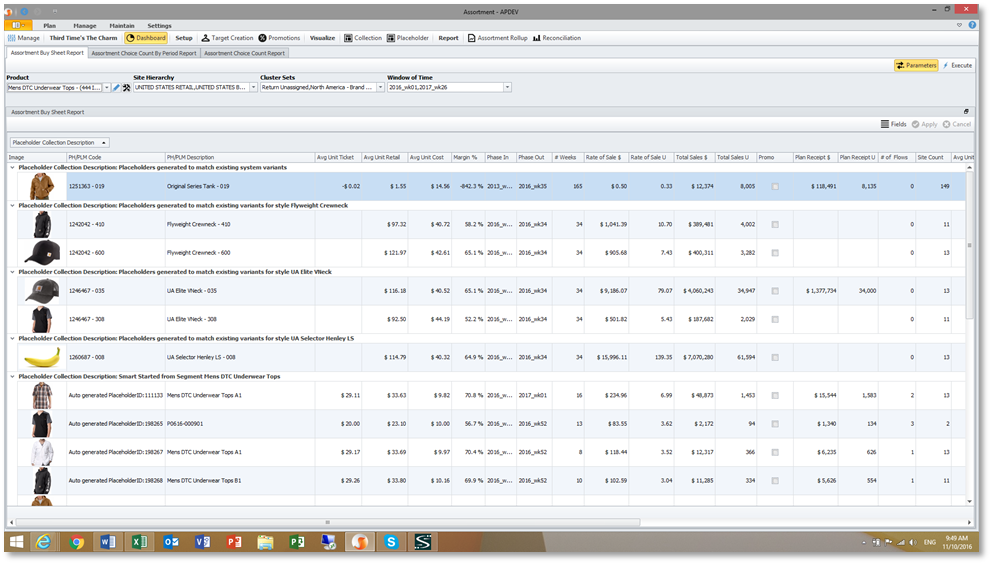 Assortment - APDEV
Plan Manage Maintain Settings
Manage Third Time's The Charm Dashboard Setup Target Creation Promotions Visualize Collection Placeholder Report Assortment Rollup Reconciliation
Assortment Buy Sheet Report Assortment Choice Count By Period Report Assortment Choice Count Report
Parameters Execute
Product Site Hierarchy Cluster Sets Window of Time
Mens DTC Underwear Tops - (4441... UNITED STATES RETAIL,UNITED STATES B... Return Unassigned,North America - Brand ... 2016_wk01,2017_wk26
Assortment Buy Sheet Report
Fields Apply Cancel
Placeholder Collection Description
Image PH/PLM Code PH/PLM Description Avg Unit Ticket Avg Unit Retail Avg Unit Cost Margin % Phase In Phase Out # Weeks Rate of Sale $ Rate of Sale U Total Sales $ Total Sales U Promo Plan Receipt $ Plan Receipt U # of Flows Site Count Avg Unit
Placeholder Collection Description: Placeholders generated to match existing system variants
1251363 - 019 Original Series Tank - 019 -$ 0.02 $ 1.55 $ 14.56 -842.3 % 2013_w... 2016_wk35 165 $ 0.50 0.33 $ 12,374 8,005 $ 118,491 8,135 0 149
Placeholder Collection Description: Placeholders generated to match existing variants for style Flyweight Crewneck
1242042 - 410 Flyweight Crewneck - 410 $ 97.32 $ 40.72 58.2 % 2016_w... 2016_wk34 34 $ 1,041.39 10.70 $ 389,481 4,002 0 11
1242042 - 600 Flyweight Crewneck - 600 $ 121.97 $ 42.61 65.1 % 2016_w... 2016_wk34 34 $ 905.68 7.43 $ 400,311 3,282 0 13
Placeholder Collection Description: Placeholders generated to match existing variants for style UA Elite VNeck
1246467 - 035 UA Elite VNeck - 035 $ 116.18 $ 40.52 65.1 % 2016_w... 2016_wk34 34 $ 9,186.07 79.07 $ 4,060,243 34,947 $ 1,377,734 34,000 0 13
1246467 - 308 UA Elite VNeck - 308 $ 92.50 $ 44.19 52.2 % 2016_w... 2016_wk34 34 $ 501.82 5.43 $ 187,682 2,029 0 11
Placeholder Collection Description: Placeholders generated to match existing variants for style UA Selector Henley LS
1260687 - 008 UA Selector Henley LS - 008 $ 114.79 $ 40.32 64.9 % 2016_w... 2016_wk34 34 $ 15,996.11 139.35 $ 7,070,280 61,594 0 13
Placeholder Collection Description: Smart Started from Segment Mens DTC Underwear Tops
Auto generated PlaceholderID:111133 Mens DTC Underwear Tops A1 $ 29.11 $ 33.63 $ 9.82 70.8 % 2016_w... 2017_wk01 16 $ 234.96 6.99 $ 48,873 1,453 $ 15,544 1,583 2 13
Auto generated PlaceholderID:198265 P0616-000901 $ 20.00 $ 23.10 $ 10.00 56.7 % 2016_w... 2016_wk52 13 $ 83.55 3.62 $ 2,172 94 $ 1,340 134 3 2
Auto generated PlaceholderID:198267 Mens DTC Underwear Tops A1 $ 29.17 $ 33.69 $ 9.97 70.4 % 2016_w... 2016_wk52 8 $ 118.44 3.52 $ 12,317 366 $ 6,235 626 1 13
Auto generated PlaceholderID:198268 Mens DTC Underwear Tops B1 $ 29.26 $ 33.80 $ 10.16 69.9 % 2016_w... 2016_wk52 10 $ 102.59 3.04 $ 11,285 334 $ 5,626 554 1 11
ENG 9:49 AM
11/10/2016